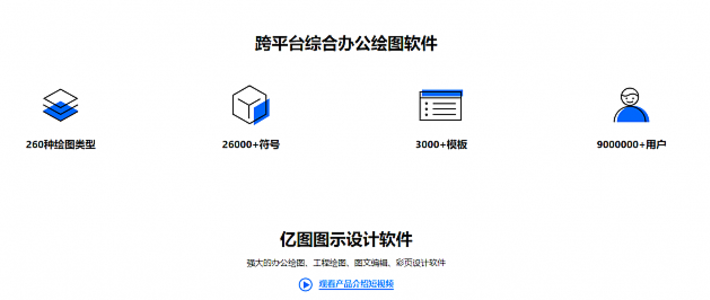 跨平台综合办公绘图软件
260种绘图类型
26000+符号
3000+模板
9000000+用户
亿图图示设计软件
强大的办公绘图、工程绘图、图文编辑、彩页设计软件
观看产品介绍短视频